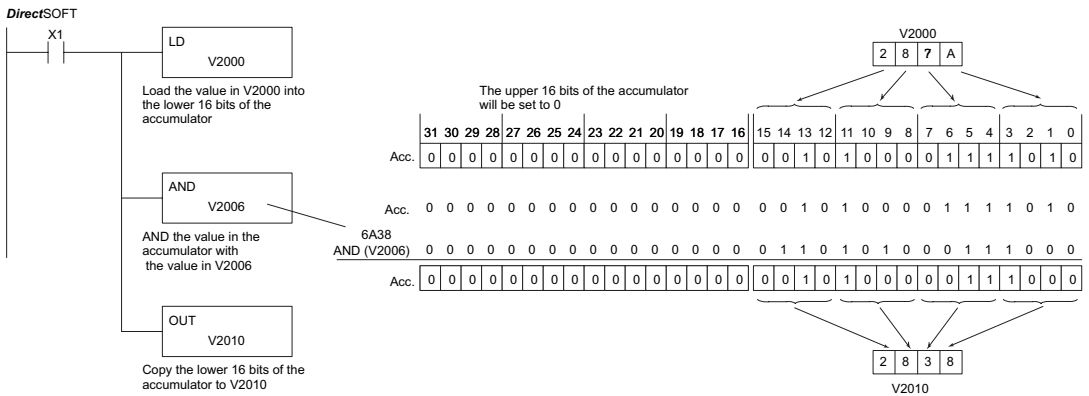 DirectSOFT
X1
LD
V2000
Load the value in V2000 into
the lower 16 bits of the
accumulator
AND
V2006
AND the value in the
accumulator with
the value in V2006
OUT
V2010
Copy the lower 16 bits of the
accumulator to V2010
V2000
2 8 7 A
The upper 16 bits of the accumulator
will be set to 0
31 30 29 28 27 26 25 24 23 22 21 20 19 18 17 16 15 14 13 12 11 10 9 8 7 6 5 4 3 2 1 0
Acc. 0 0 0 0 0 0 0 0 0 0 0 0 0 0 0 0 0 0 1 0 1 0 0 0 0 1 1 1 1 0 1 0
Acc. 0 0 0 0 0 0 0 0 0 0 0 0 0 0 0 0 0 0 1 0 1 0 0 0 0 1 1 1 1 0 1 0
6A38
AND (V2006) 0 0 0 0 0 0 0 0 0 0 0 0 0 0 0 0 0 1 1 0 1 0 1 0 0 0 1 1 1 0 0 0
Acc. 0 0 0 0 0 0 0 0 0 0 0 0 0 0 0 0 0 0 1 0 1 0 0 0 0 0 1 1 1 0 0 0
2 8 3 8
V2010